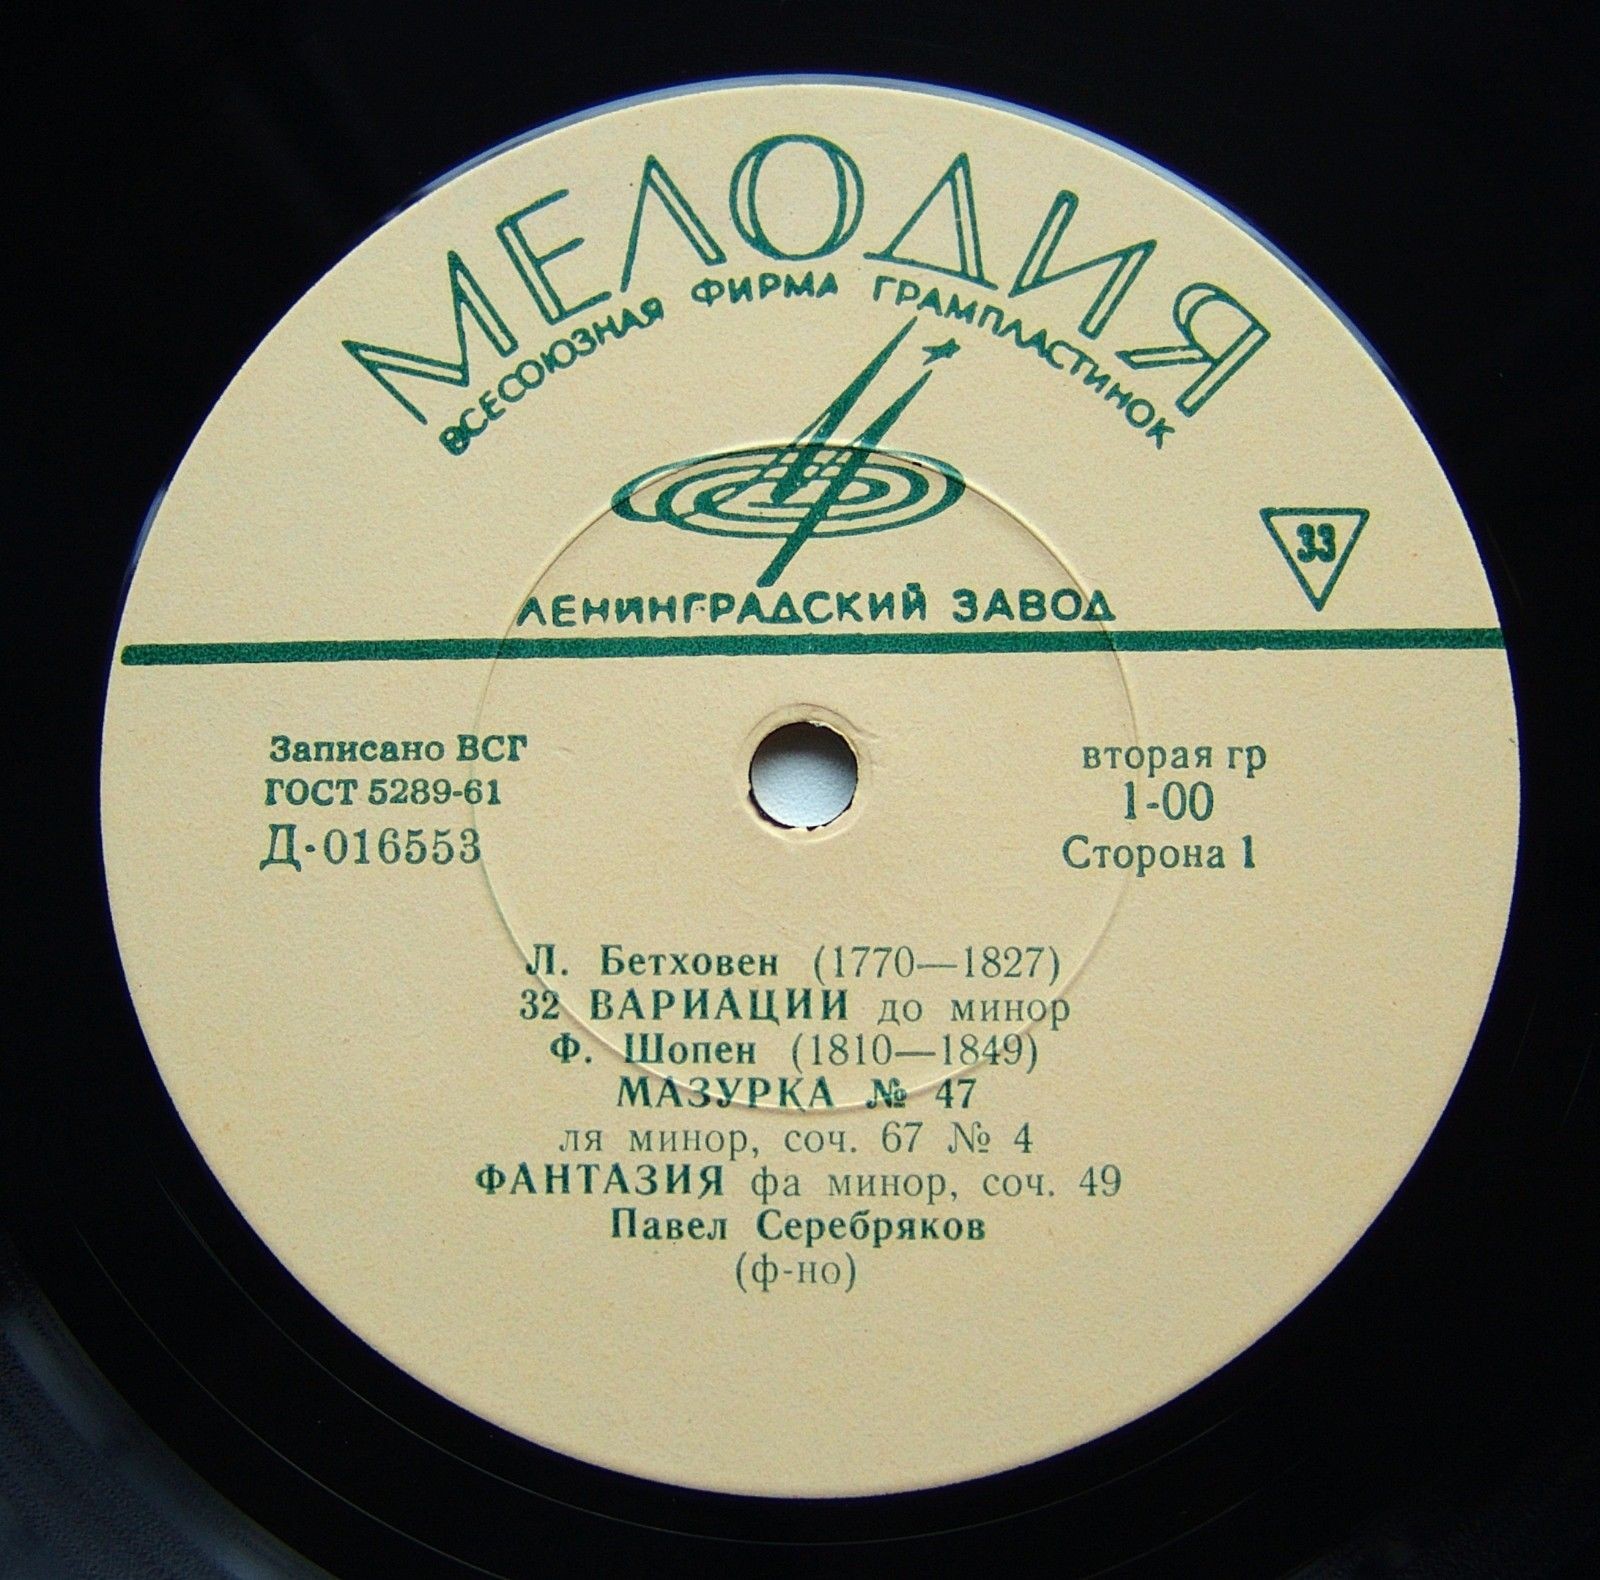 МЕЛОДИЯ
ВСЕСОЮЗНАЯ ФИРМА ГРАМПЛАСТИНОК
33
ЛЕНИНГРАДСКИЙ ЗАВОД
Записано ВСГ
ГОСТ 5289-61
Д·016553
вторая гр
1-00
Сторона 1
Л. Бетховен (1770—1827)
32 ВАРИАЦИИ до минор
Ф. Шопен (1810—1849)
МАЗУРКА № 47
ля минор, соч. 67 № 4
ФАНТАЗИЯ фа минор, соч. 49
Павел Серебряков
(ф-но)